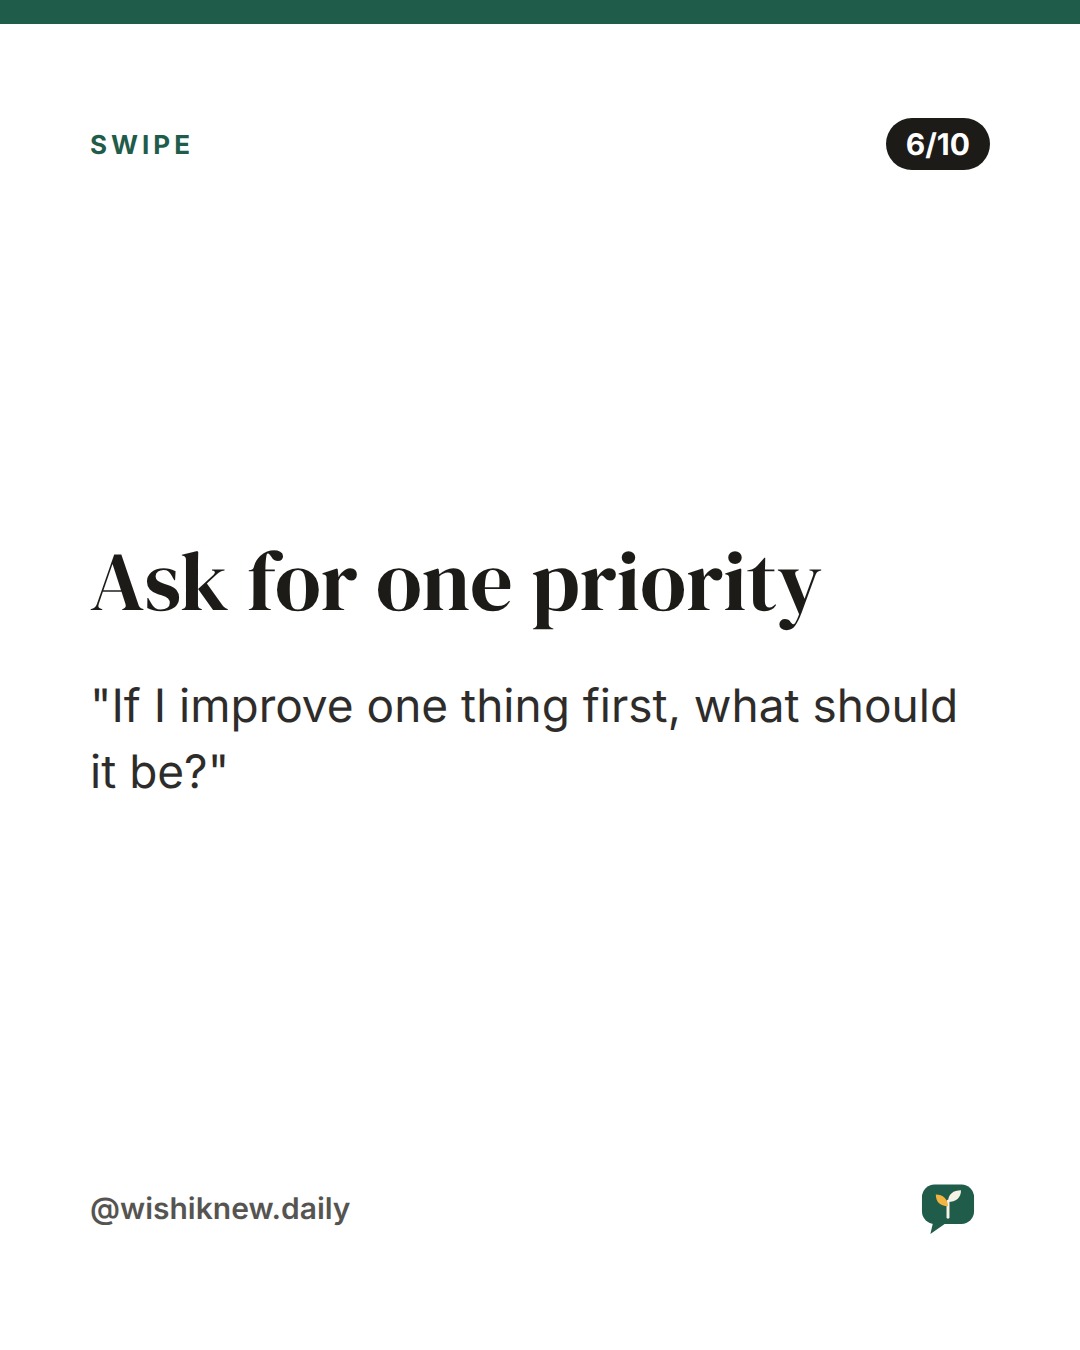 SWIPE
6/10
Ask for one priority
"If I improve one thing first, what should
it be?"
@wishiknew.daily